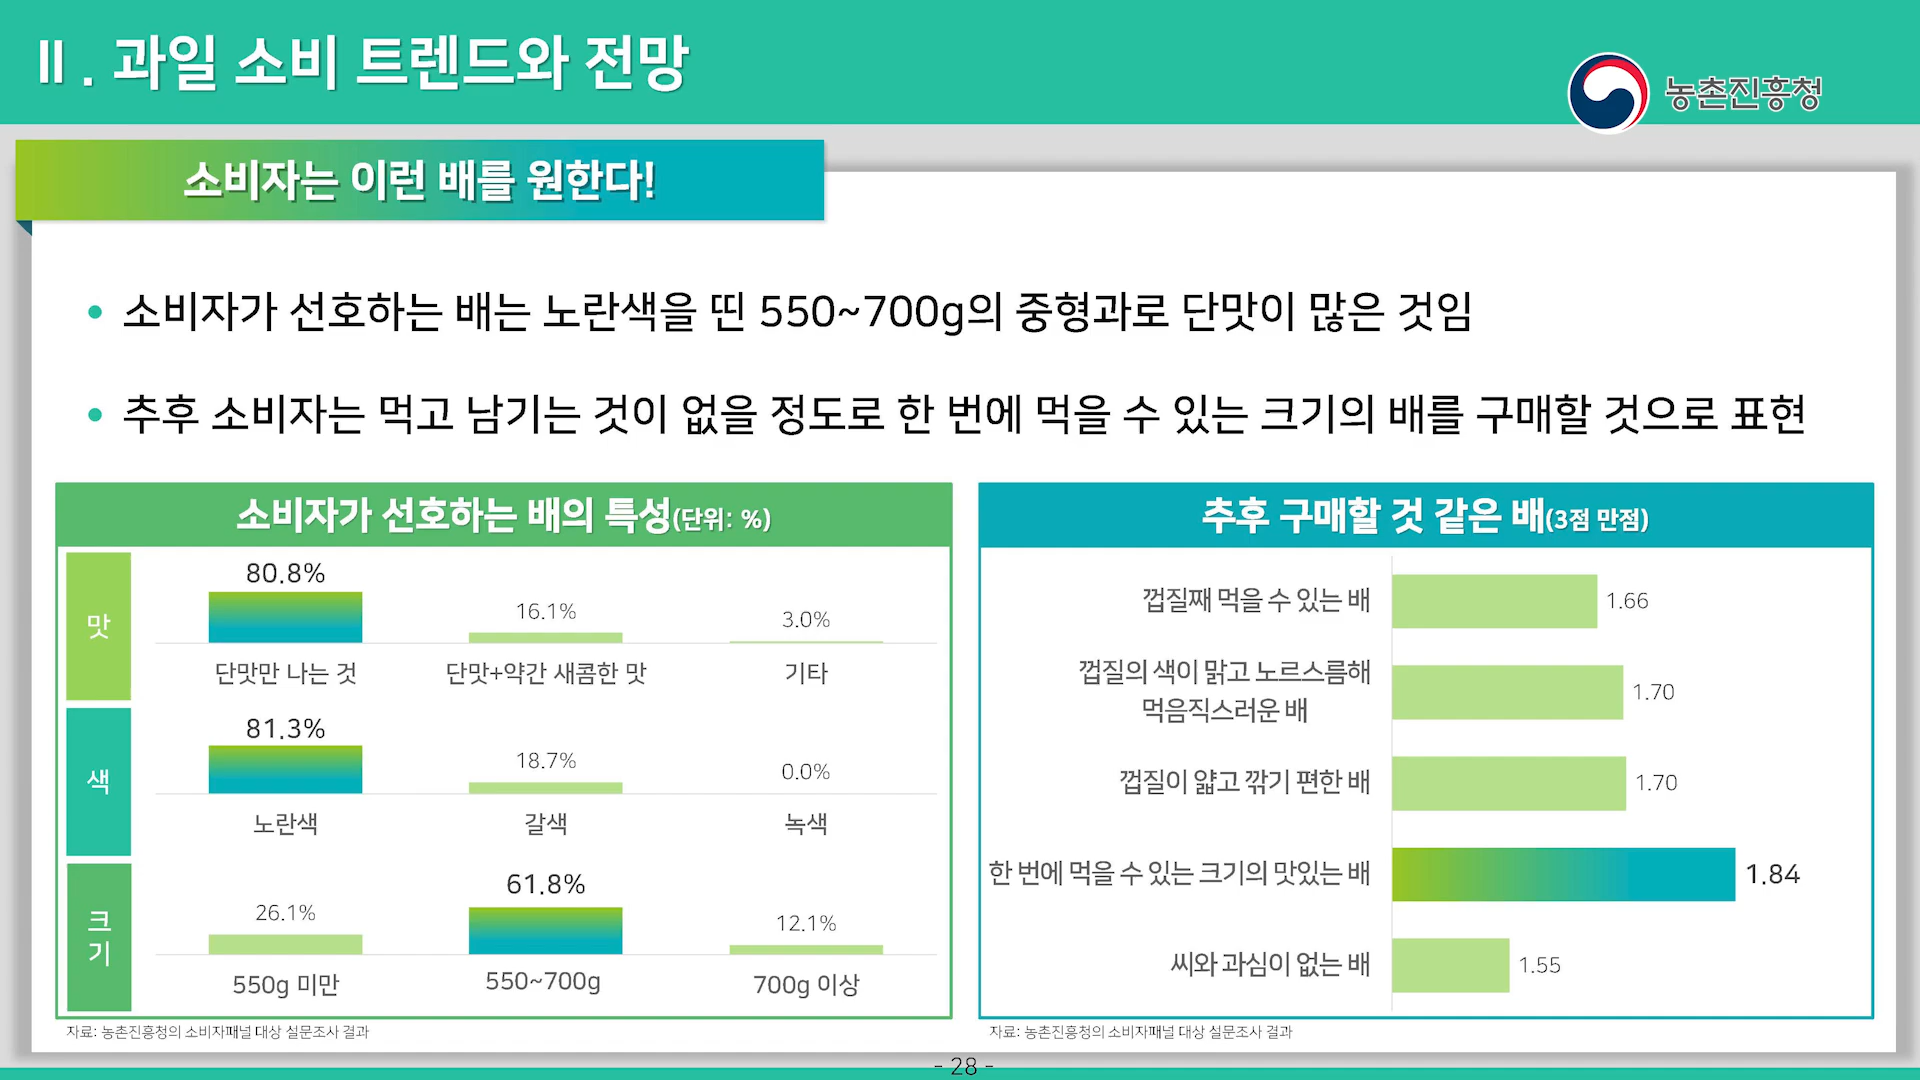 Ⅱ. 과일 소비 트렌드와 전망
농촌진흥청
소비자는 이런 배를 원한다!
• 소비자가 선호하는 배는 노란색을 띤 550~700g의 중형과로 단맛이 많은 것임
• 추후 소비자는 먹고 남기는 것이 없을 정도로 한 번에 먹을 수 있는 크기의 배를 구매할 것으로 표현
소비자가 선호하는 배의 특성(단위: %)
맛
80.8%
16.1%
3.0%
단맛만 나는 것
단맛+약간 새콤한 맛
기타
색
81.3%
18.7%
0.0%
노란색
갈색
녹색
크
기
26.1%
61.8%
12.1%
550g 미만
550~700g
700g 이상
자료: 농촌진흥청의 소비자패널 대상 설문조사 결과
추후 구매할 것 같은 배(3점 만점)
껍질째 먹을 수 있는 배
1.66
껍질의 색이 맑고 노르스름해
먹음직스러운 배
1.70
껍질이 얇고 깎기 편한 배
1.70
한 번에 먹을 수 있는 크기의 맛있는 배
1.84
씨와 과심이 없는 배
1.55
자료: 농촌진흥청의 소비자패널 대상 설문조사 결과
- 28 -